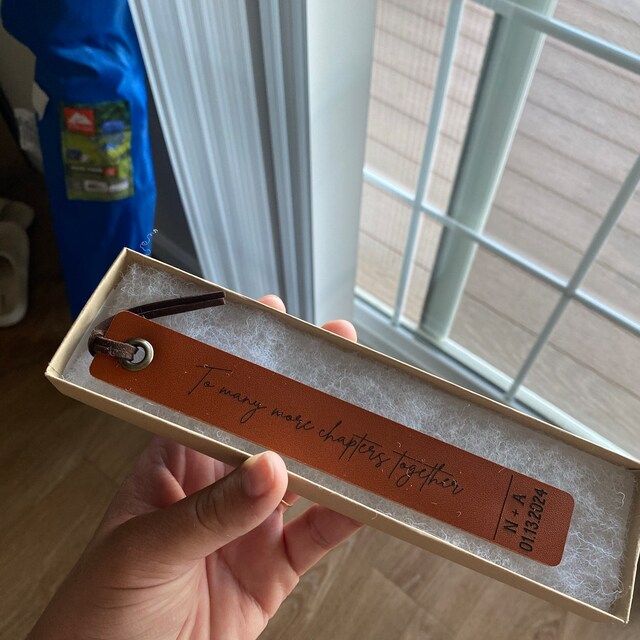 To many more chapters together
N + A
01.13.2024